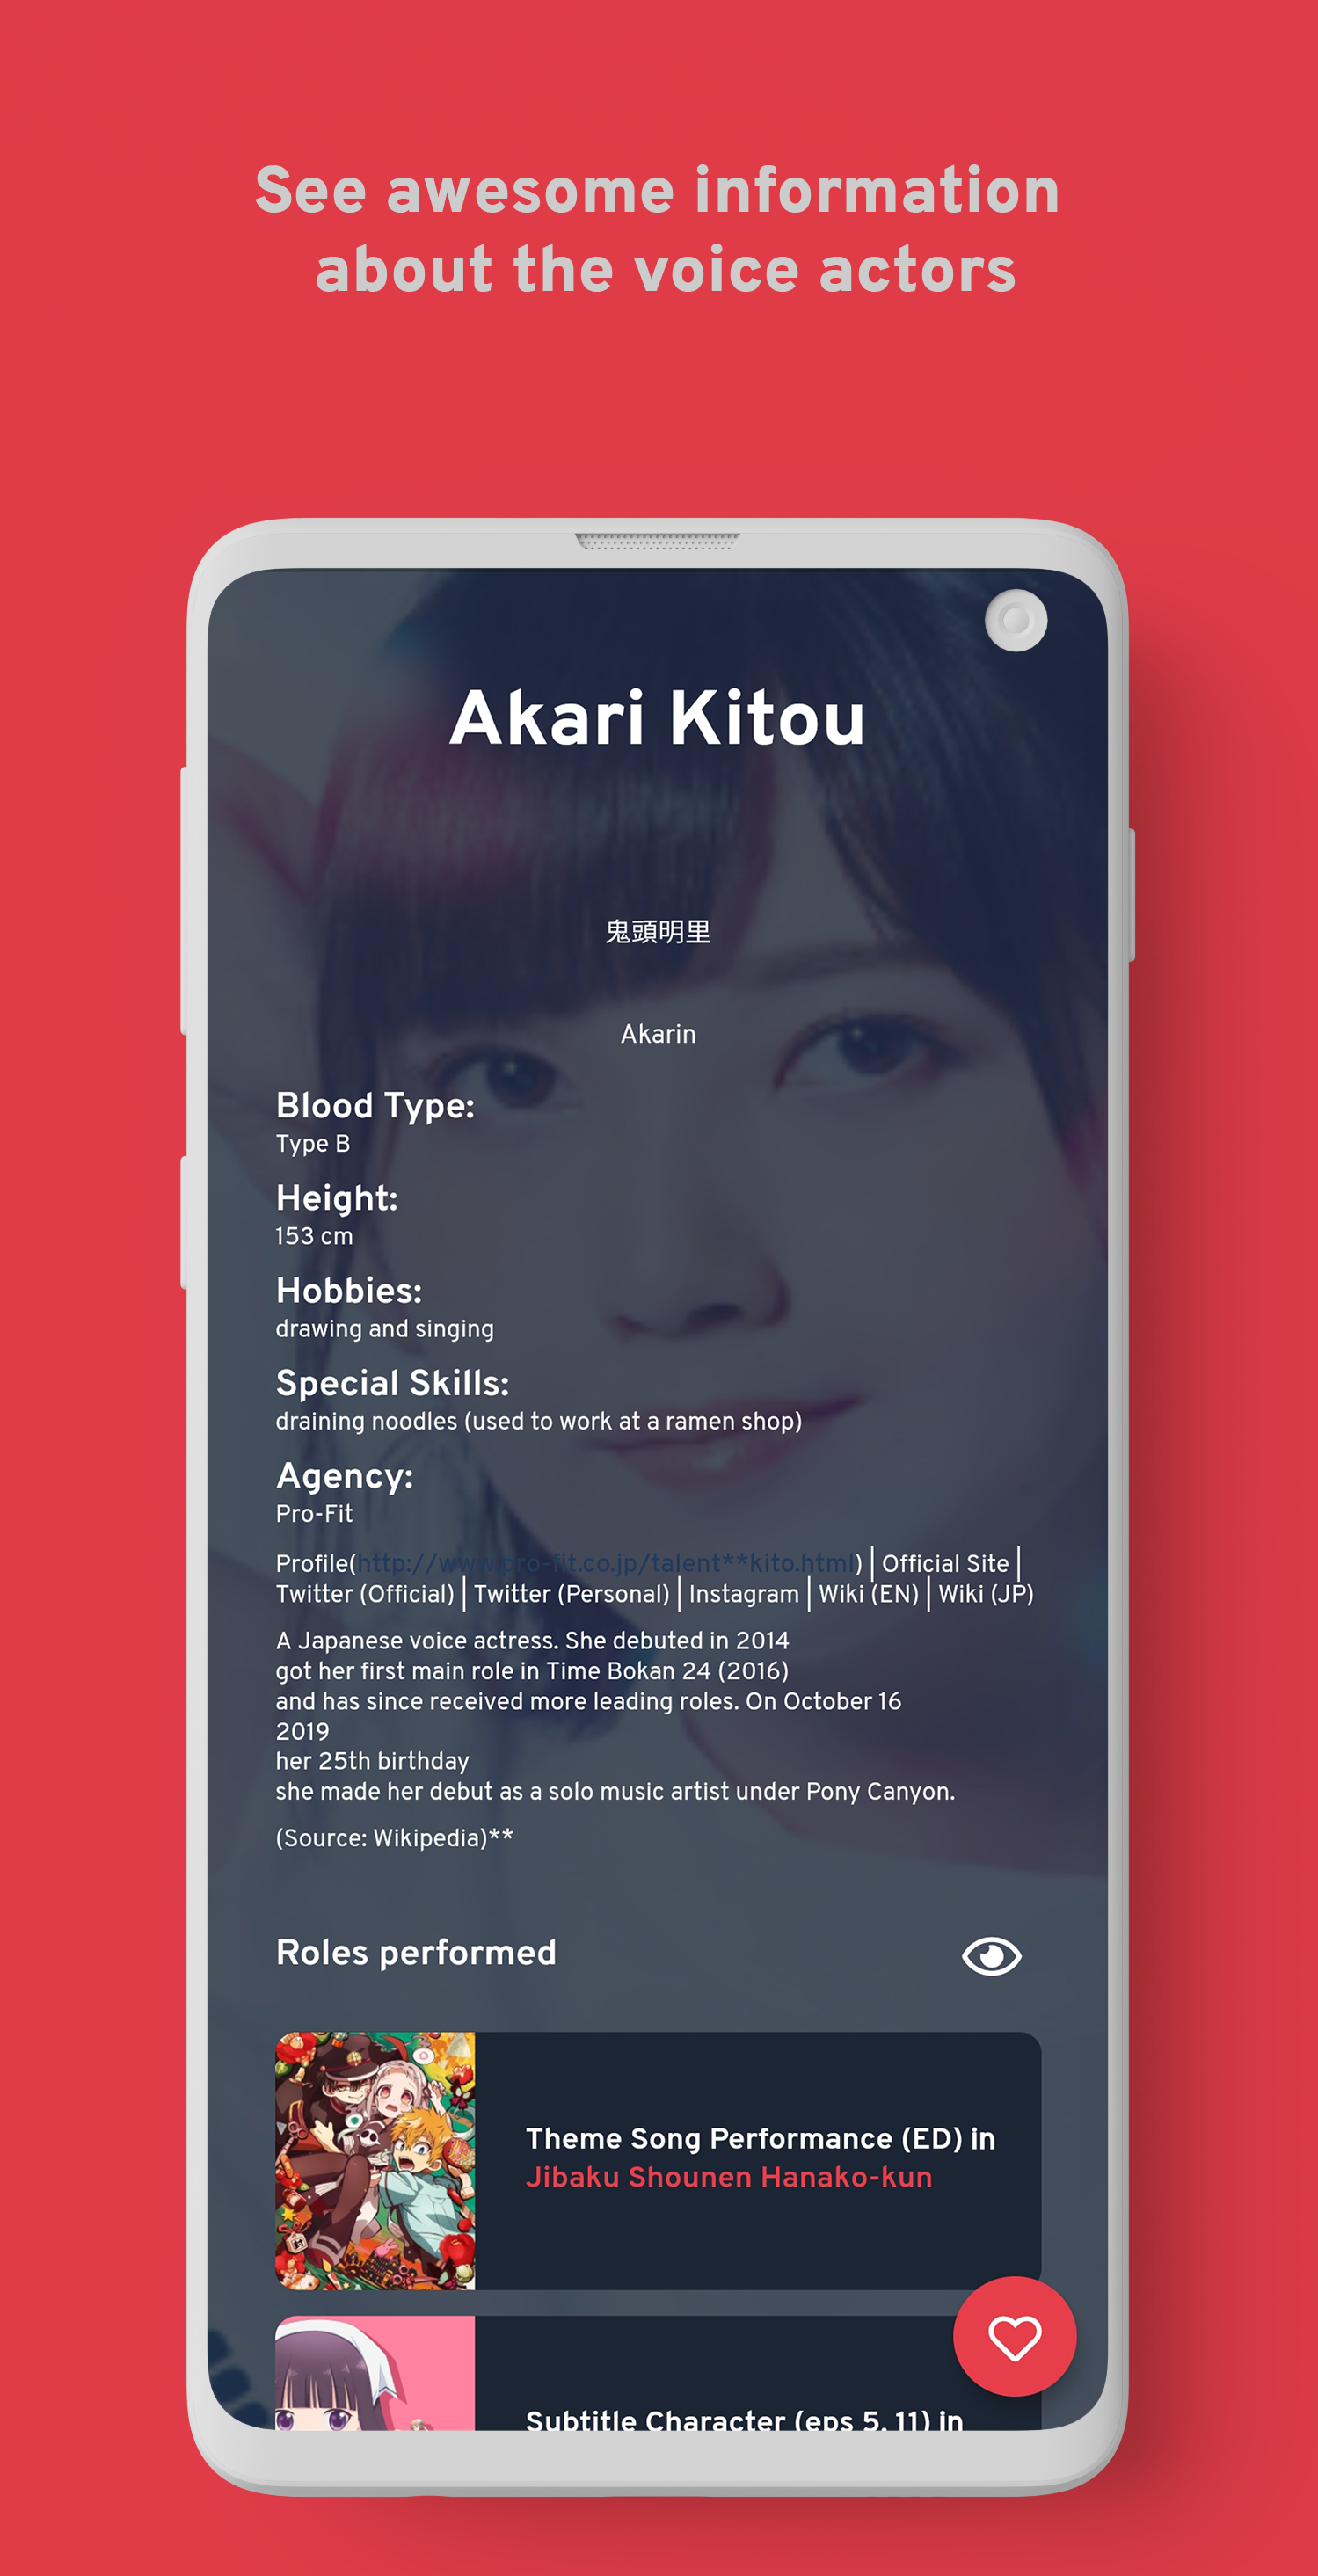 See awesome information
about the voice actors
Akari Kitou
鬼頭明里
Akarin
Blood Type:
Type B
Height:
153 cm
Hobbies:
drawing and singing
Special Skills:
draining noodles (used to work at a ramen shop)
Agency:
Pro-Fit
Profile(http://www.pro-fit.co.jp/talent**kito.html) | Official Site |
Twitter (Official) | Twitter (Personal) | Instagram | Wiki (EN) | Wiki (JP)
A Japanese voice actress. She debuted in 2014
got her first main role in Time Bokan 24 (2016)
and has since received more leading roles. On October 16
2019
her 25th birthday
she made her debut as a solo music artist under Pony Canyon.
(Source: Wikipedia)**
Roles performed
Theme Song Performance (ED) in
Jibaku Shounen Hanako-kun
Subtitle Character (eps 5, 11) in